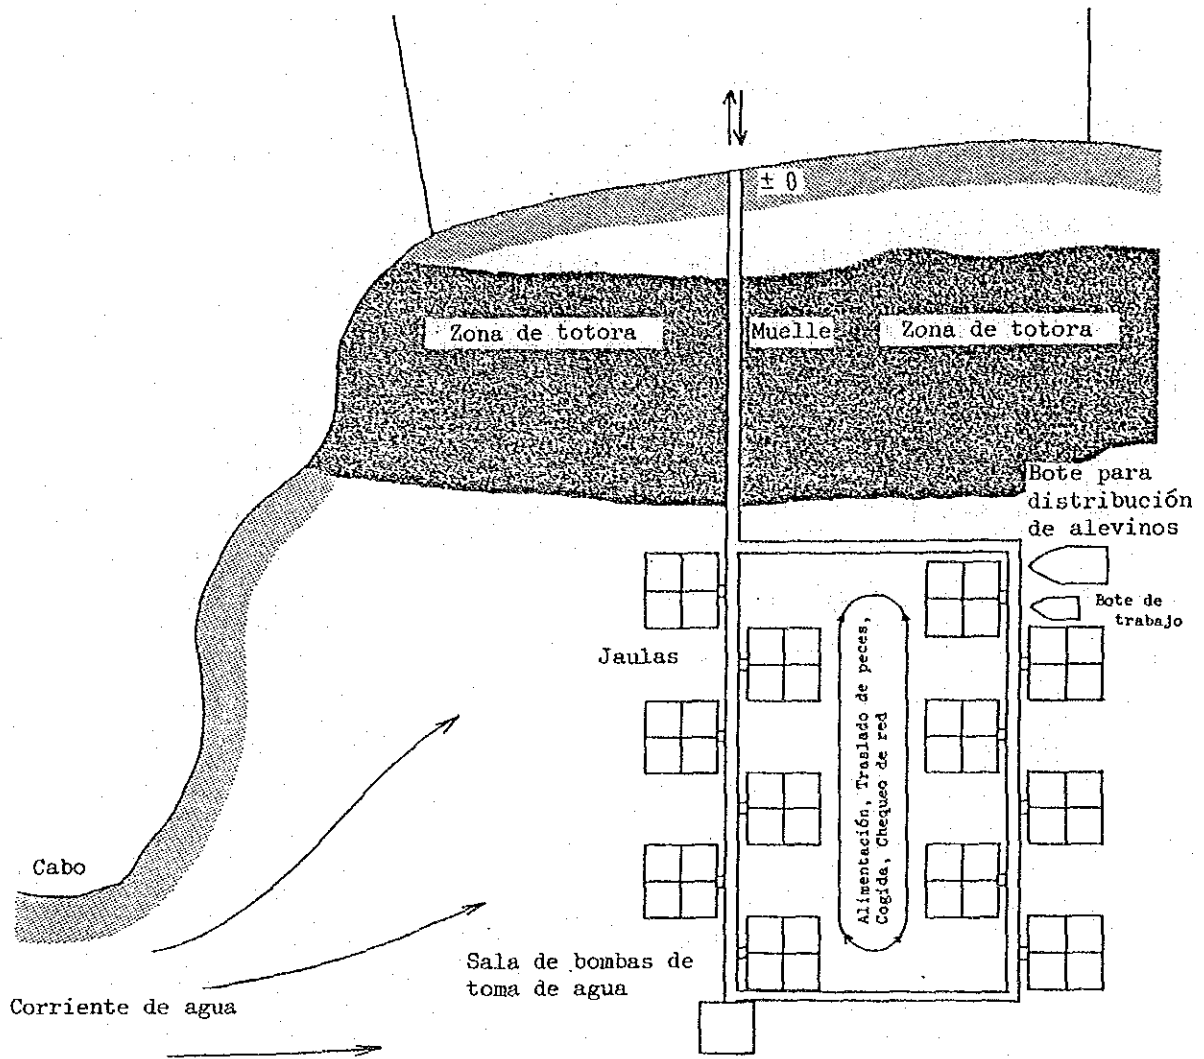 ± 0
Zona de totora
Muelle
Zona de totora
Bote para
distribución
de alevinos
Bote de
trabajo
Jaulas
Alimentación, Traslado de peces,
Cogida, Chequeo de red
Cabo
Sala de bombas de
toma de agua
Corriente de agua